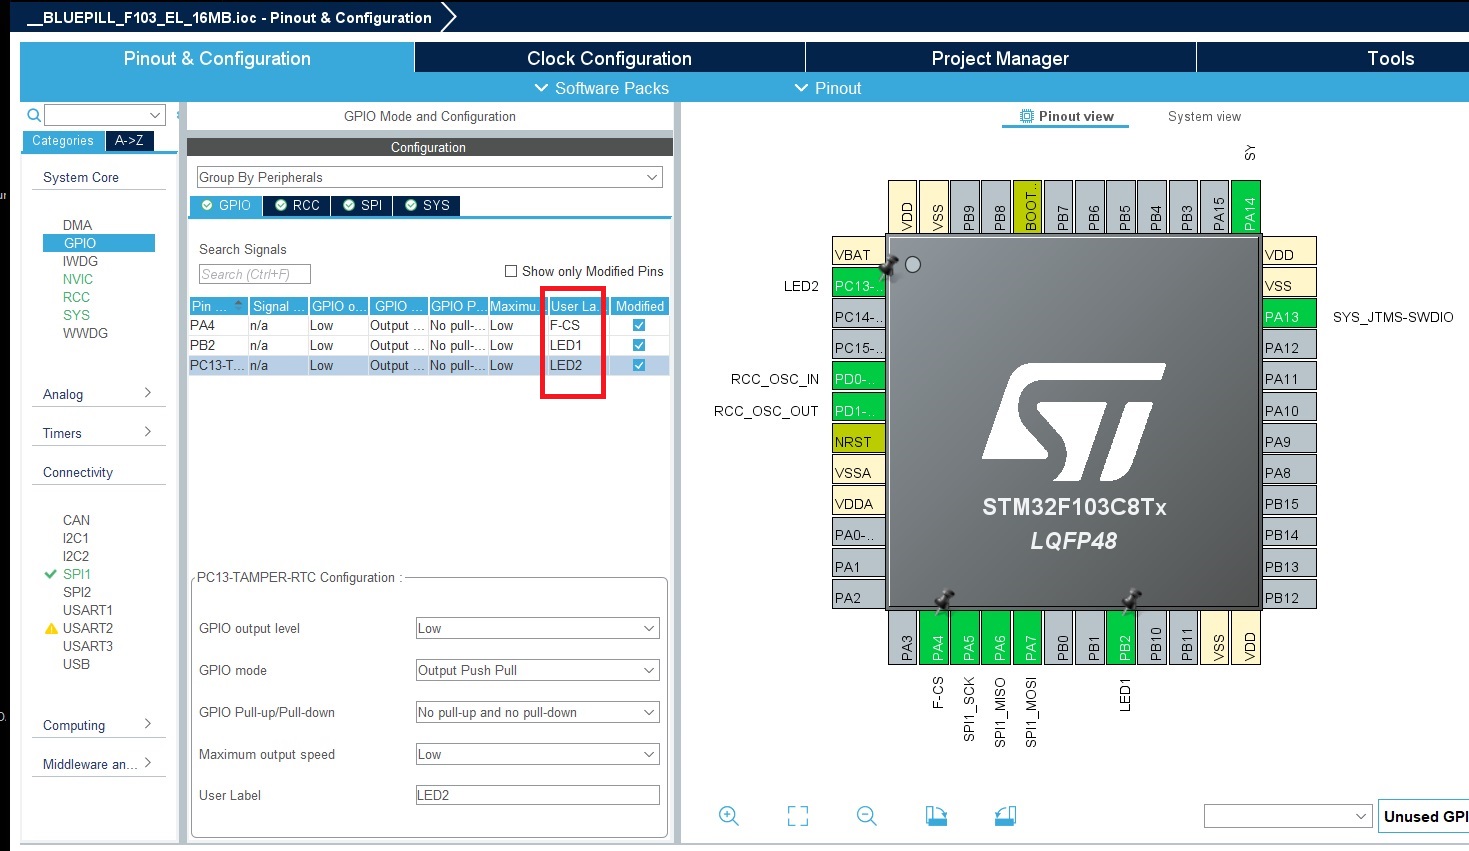 __BLUEPILL_F103_EL_16MB.ioc - Pinout & Configuration
Pinout & Configuration
Clock Configuration
Project Manager
Tools
Software Packs
Pinout
GPIO Mode and Configuration
Pinout view
System view
Categories
A->Z
Configuration
Group By Peripherals
GPIO
RCC
SPI
SYS
Search Signals
Search (Ctrl+F)
Show only Modified Pins
Pin ... Signal ... GPIO o... GPIO ... GPIO P... Maximu... User La... Modified
PA4 n/a Low Output ... No pull-... Low F-CS
PB2 n/a Low Output ... No pull-... Low LED1
PC13-T... n/a Low Output ... No pull-... Low LED2
System Core
DMA
GPIO
IWDG
NVIC
RCC
SYS
WWDG
Analog
Timers
Connectivity
CAN
I2C1
I2C2
SPI1
SPI2
USART1
USART2
USART3
USB
Computing
Middleware an...
PC13-TAMPER-RTC Configuration :
GPIO output level Low
GPIO mode Output Push Pull
GPIO Pull-up/Pull-down No pull-up and no pull-down
Maximum output speed Low
User Label LED2
SY
VDD VSS PB9 PB8 BOOT... PB7 PB6 PB5 PB4 PB3 PA15 PA14
VBAT
LED2 PC13-..
PC14-..
PC15-..
RCC_OSC_IN PD0-..
RCC_OSC_OUT PD1-..
NRST
VSSA
VDDA
PA0-..
PA1
PA2
VDD
VSS
PA13 SYS_JTMS-SWDIO
PA12
PA11
PA10
PA9
PA8
PB15
PB14
PB13
PB12
ST
STM32F103C8Tx
LQFP48
PA3 PA4 PA5 PA6 PA7 PB0 PB1 PB2 PB10 PB11 VSS VDD
F-CS
SPI1_SCK
SPI1_MISO
SPI1_MOSI
LED1
Unused GPI